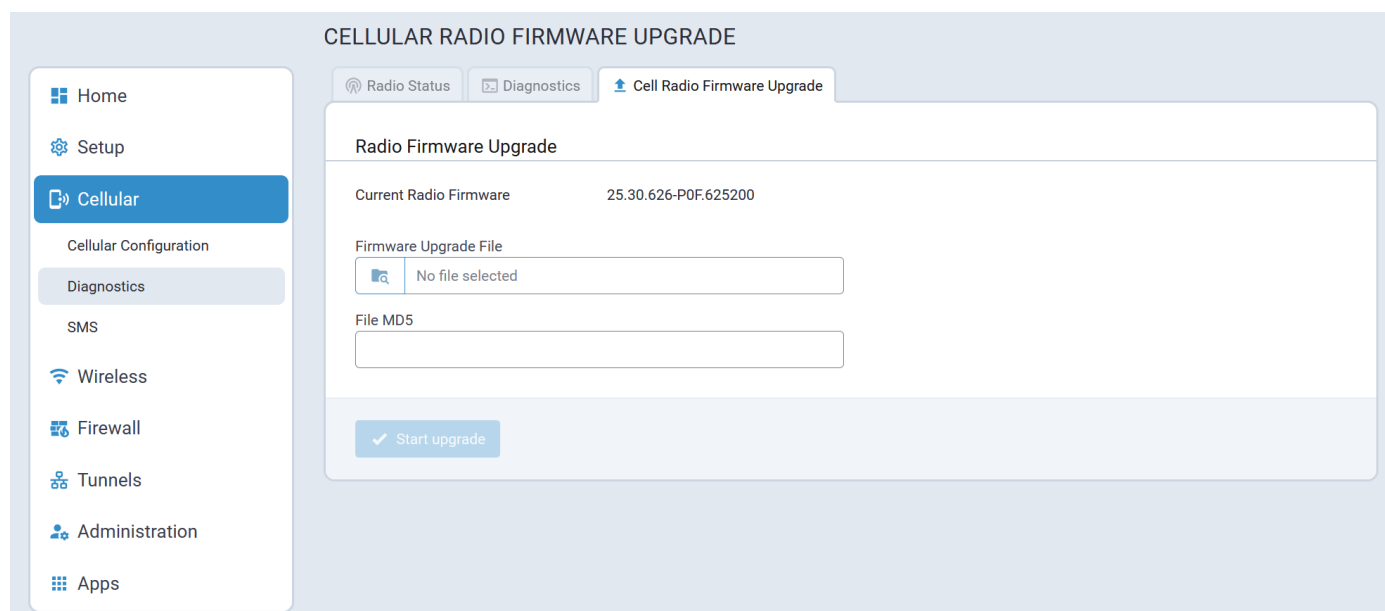 CELLULAR RADIO FIRMWARE UPGRADE
Home
Setup
Cellular
Cellular Configuration
Diagnostics
SMS
Wireless
Firewall
Tunnels
Administration
Apps
Radio Status
Diagnostics
Cell Radio Firmware Upgrade
Radio Firmware Upgrade
Current Radio Firmware 25.30.626-P0F.625200
Firmware Upgrade File
No file selected
File MD5
Start upgrade